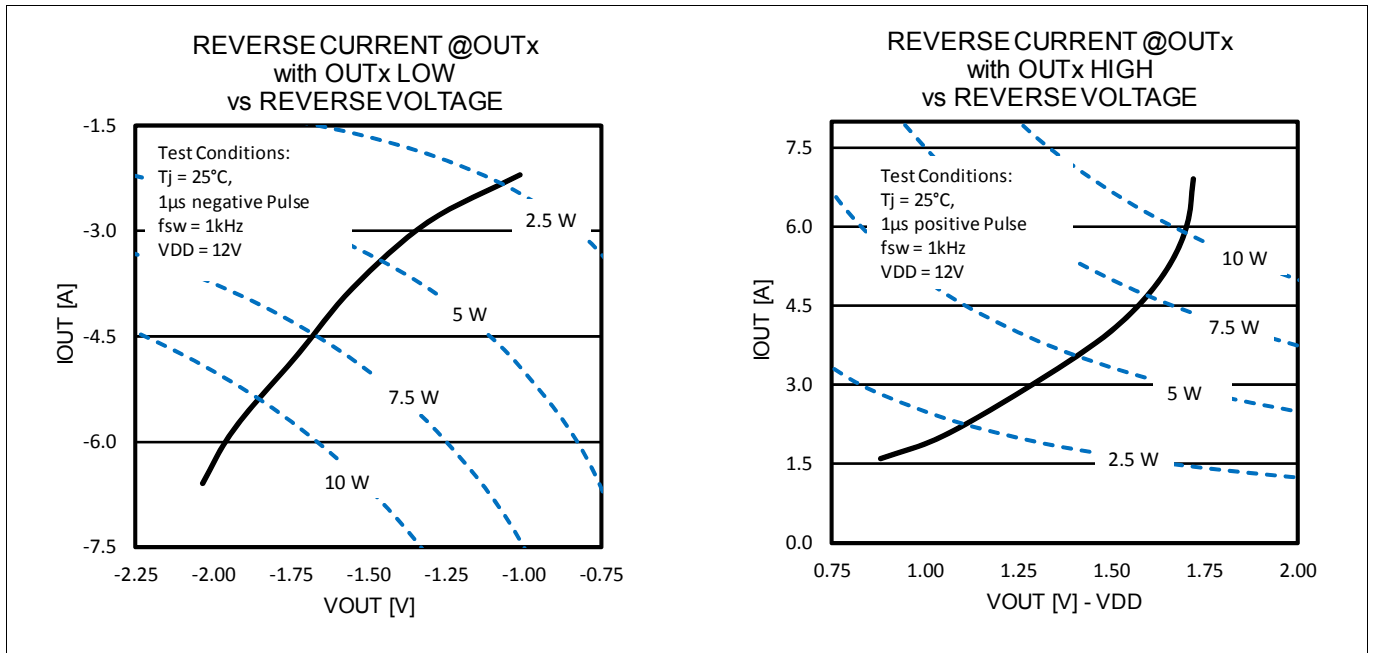 REVERSE CURRENT @OUTx
with OUTx LOW
vs REVERSE VOLTAGE
-1.5
-3.0
-4.5
-6.0
-7.5
IOUT [A]
Test Conditions:
Tj = 25°C,
1µs negative Pulse
fsw = 1kHz
VDD = 12V
2.5 W
5 W
7.5 W
10 W
-2.25 -2.00 -1.75 -1.50 -1.25 -1.00 -0.75
VOUT [V]
REVERSE CURRENT @OUTx
with OUTx HIGH
vs REVERSE VOLTAGE
7.5
6.0
4.5
3.0
1.5
0.0
IOUT [A]
Test Conditions:
Tj = 25°C,
1µs positive Pulse
fsw = 1kHz
VDD = 12V
10 W
7.5 W
5 W
2.5 W
0.75 1.00 1.25 1.50 1.75 2.00
VOUT [V] - VDD